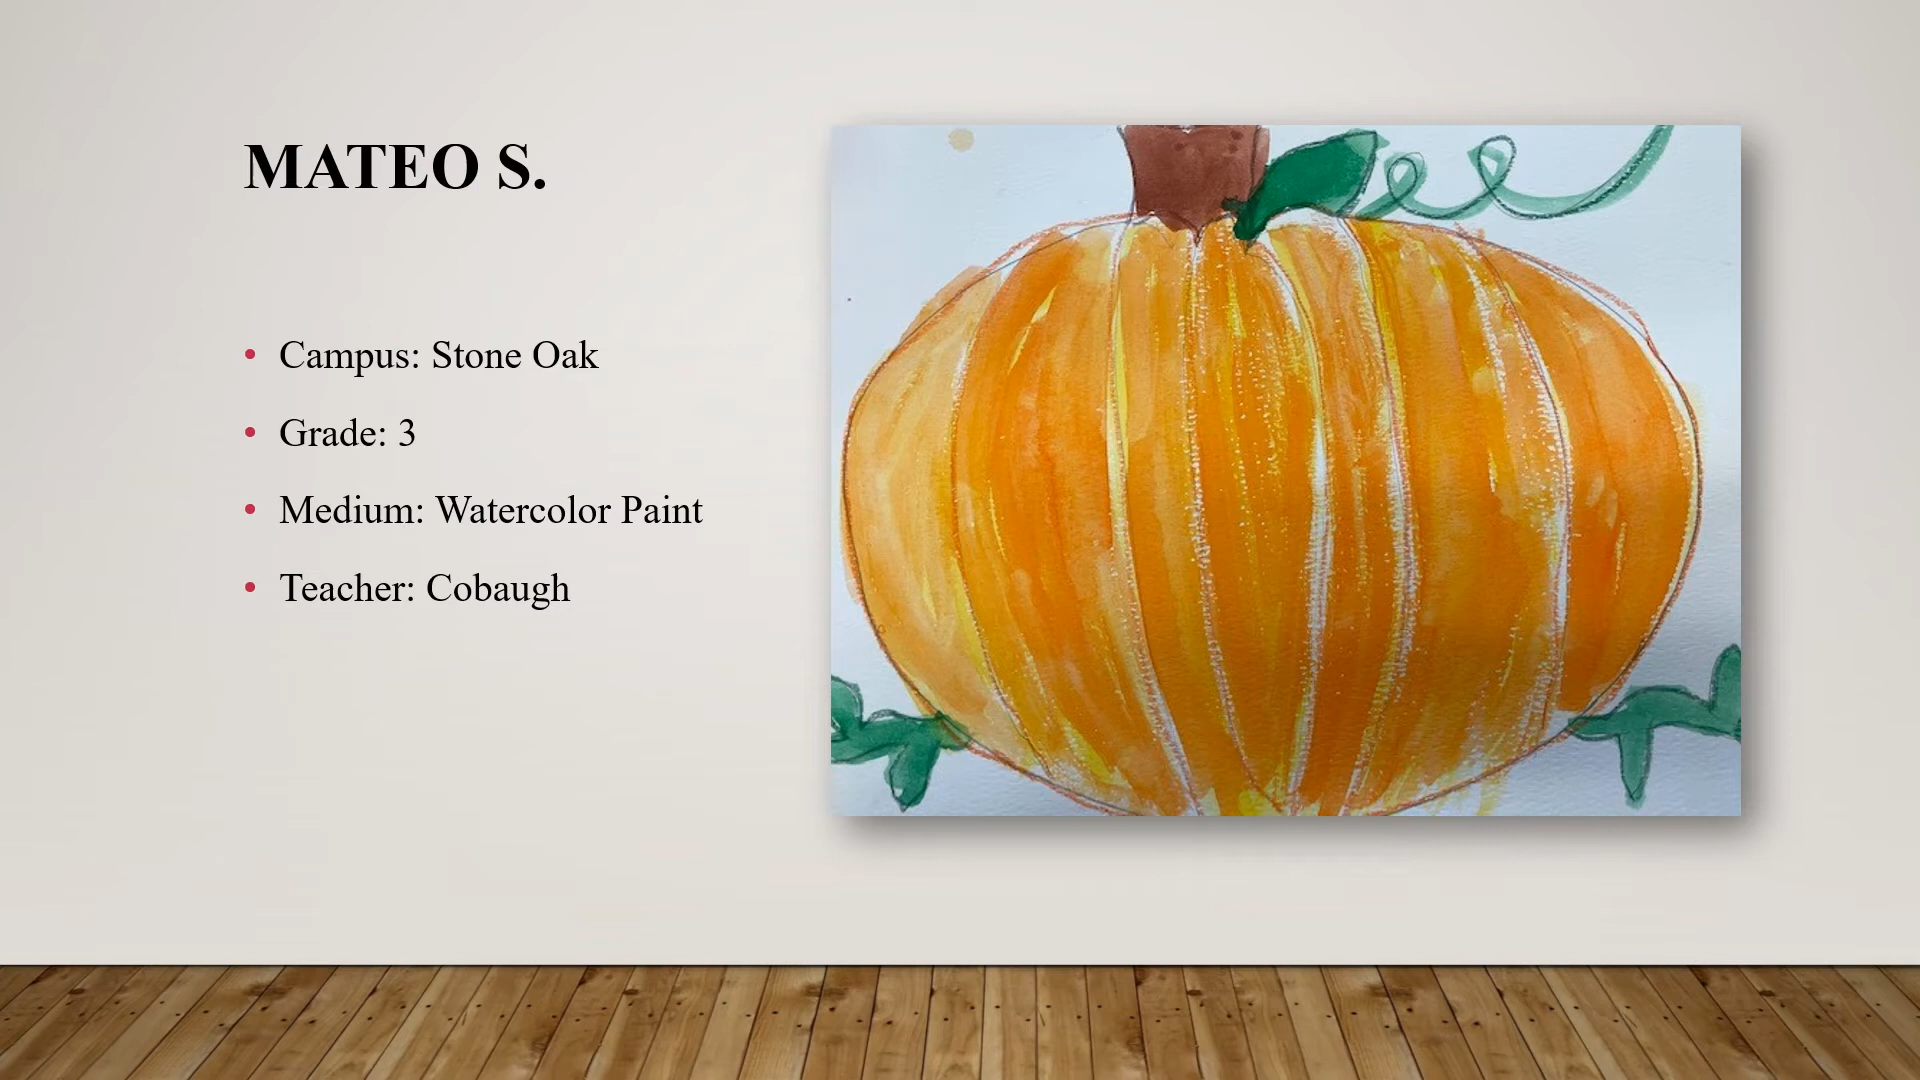 MATEO S.
Campus: Stone Oak
Grade: 3
Medium: Watercolor Paint
Teacher: Cobaugh